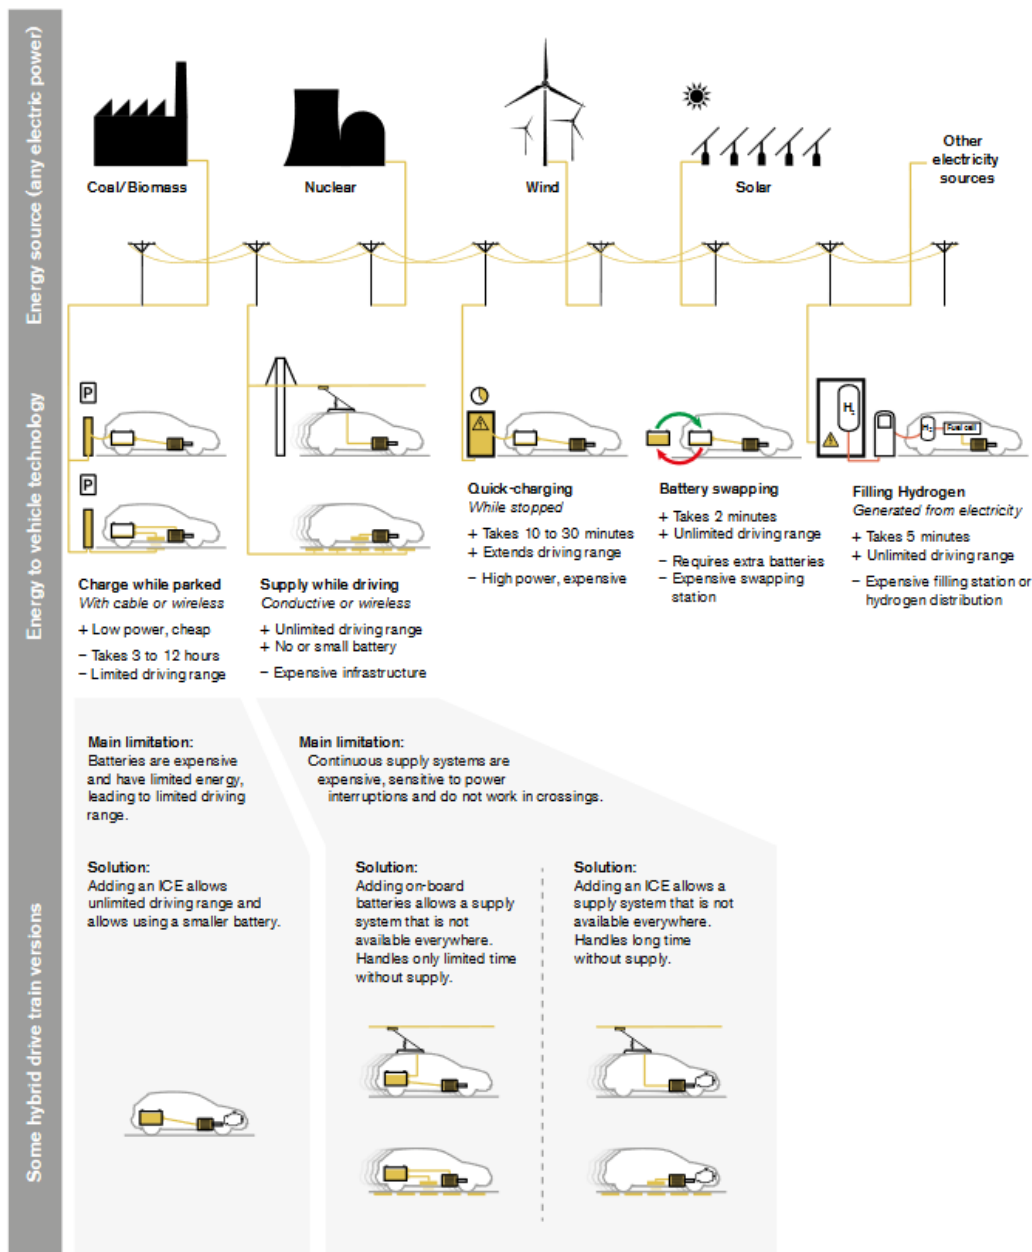 Energy source (any electric power)
Coal/Biomass
Nuclear
Wind
Solar
Other
electricity
sources
Energy to vehicle technology
P
P
H2
H2
Fuel cell
Charge while parked
With cable or wireless
+ Low power, cheap
− Takes 3 to 12 hours
− Limited driving range
Supply while driving
Conductive or wireless
+ Unlimited driving range
+ No or small battery
− Expensive infrastructure
Quick-charging
While stopped
+ Takes 10 to 30 minutes
+ Extends driving range
− High power, expensive
Battery swapping
+ Takes 2 minutes
+ Unlimited driving range
− Requires extra batteries
− Expensive swapping
station
Filling Hydrogen
Generated from electricity
+ Takes 5 minutes
+ Unlimited driving range
− Expensive filling station or
hydrogen distribution
Some hybrid drive train versions
Main limitation:
Batteries are expensive
and have limited energy,
leading to limited driving
range.
Solution:
Adding an ICE allows
unlimited driving range and
allows using a smaller battery.
Main limitation:
Continuous supply systems are
expensive, sensitive to power
interruptions and do not work in crossings.
Solution:
Adding on-board
batteries allows a supply
system that is not
available everywhere.
Handles only limited time
without supply.
Solution:
Adding an ICE allows a
supply system that is not
available everywhere.
Handles long time
without supply.